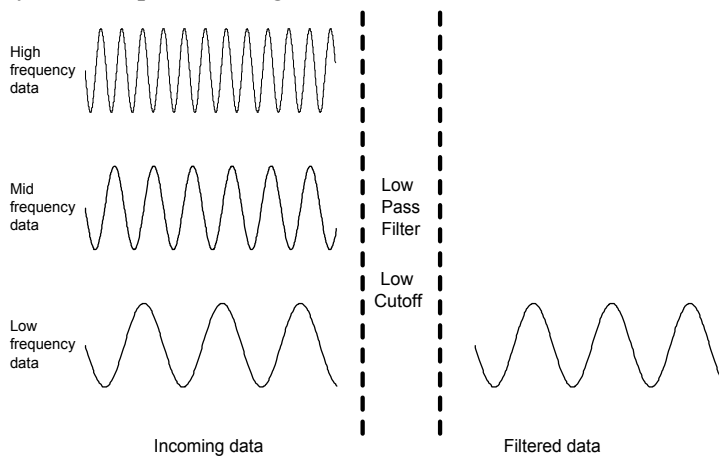 High
frequency
data
Mid
frequency
data
Low
Pass
Filter
Low
Cutoff
Low
frequency
data
Incoming data
Filtered data